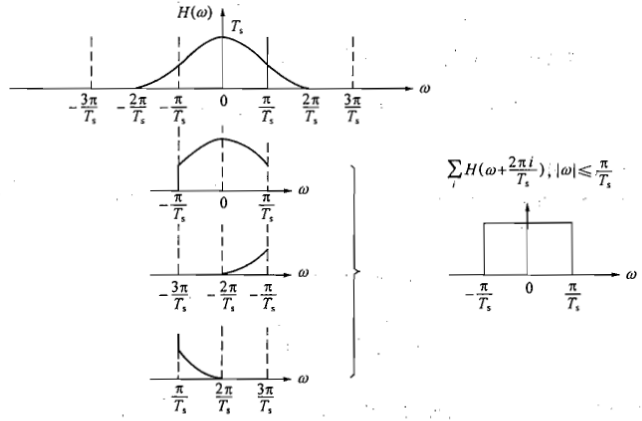 H(ω)
T_s
-3π/T_s -2π/T_s -π/T_s 0 π/T_s 2π/T_s 3π/T_s ω
-π/T_s 0 π/T_s ω
∑_i H(ω+2πi/T_s), |ω|≤π/T_s
-3π/T_s -2π/T_s -π/T_s ω
-π/T_s 0 π/T_s ω
π/T_s 2π/T_s 3π/T_s ω